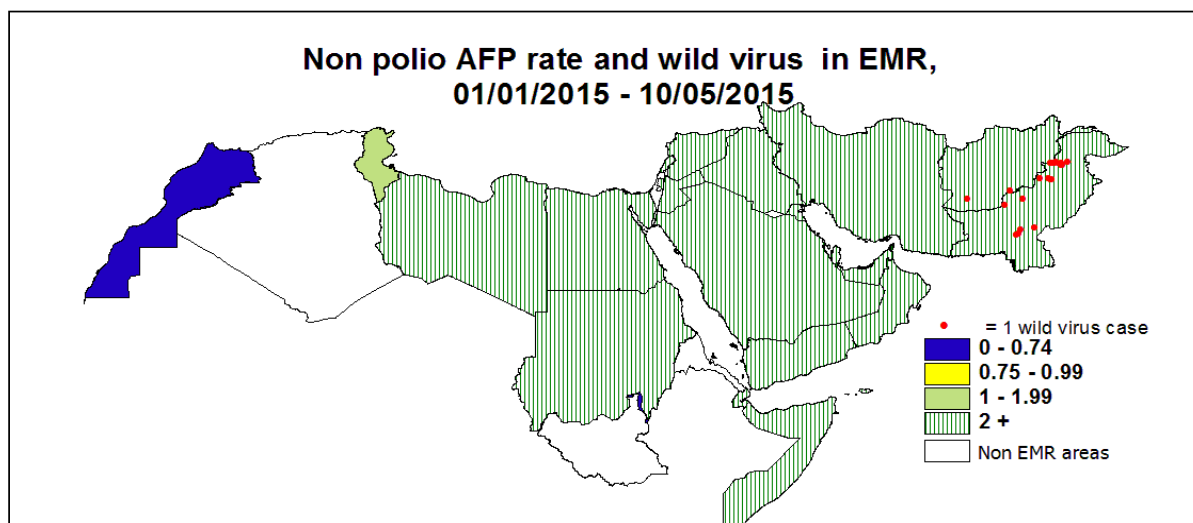 Non polio AFP rate and wild virus in EMR,
01/01/2015 - 10/05/2015
= 1 wild virus case
0 - 0.74
0.75 - 0.99
1 - 1.99
2 +
Non EMR areas